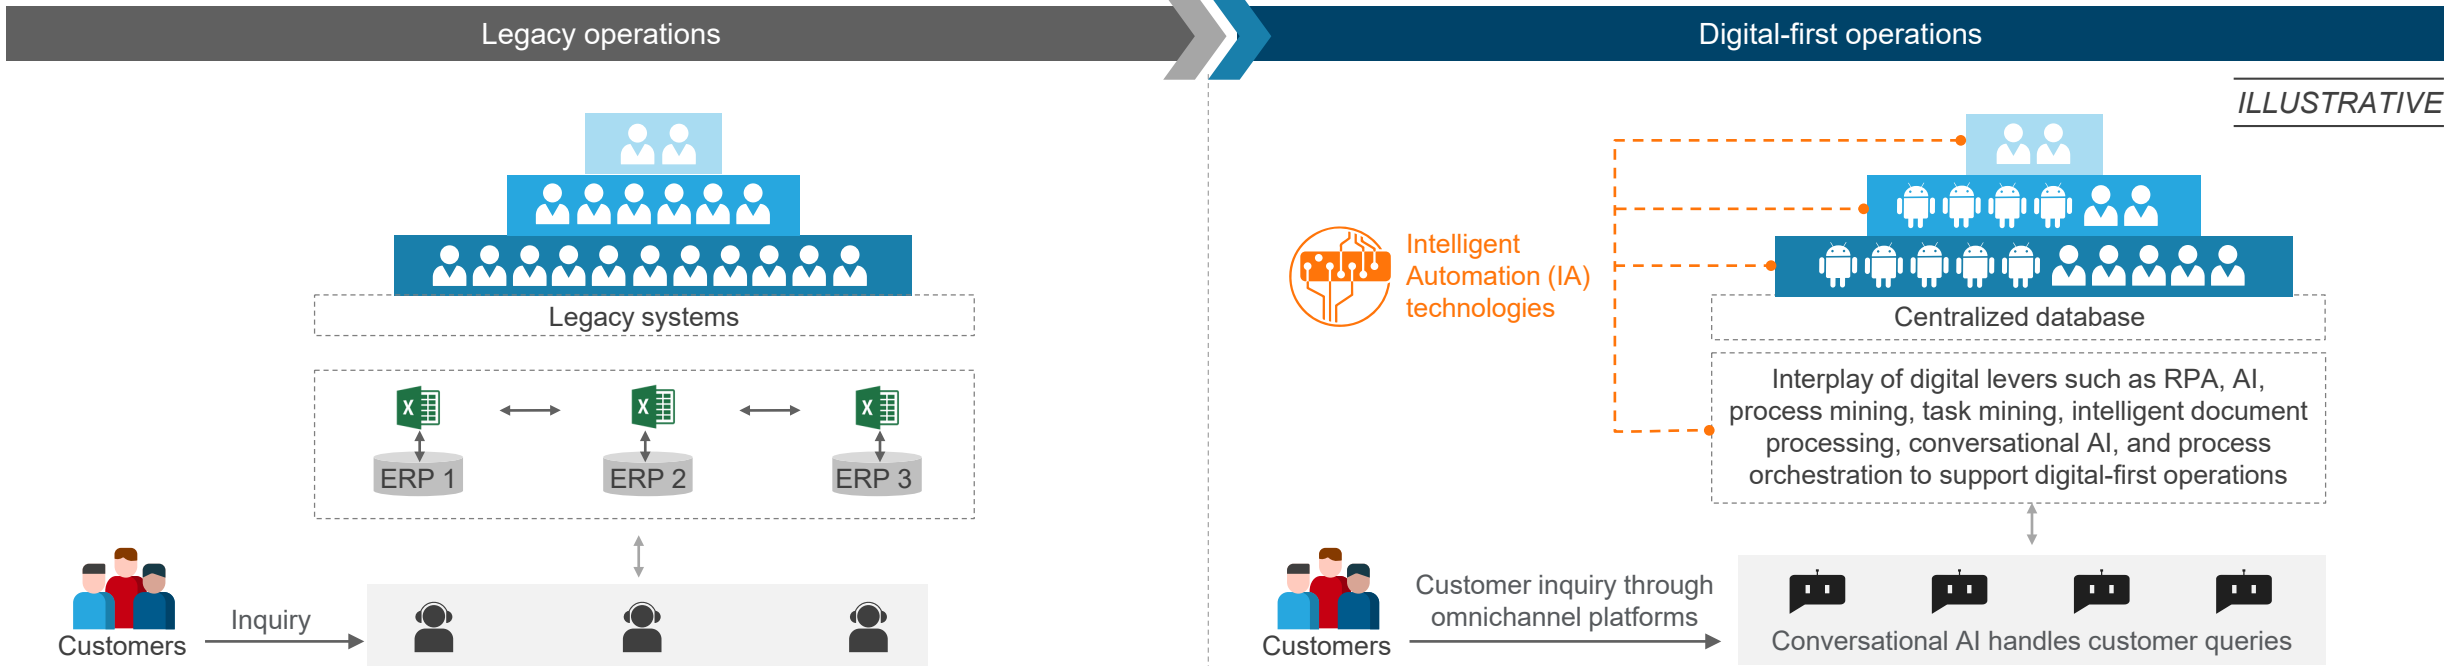 Legacy operations
Legacy systems
X
X
X
ERP 1
ERP 2
ERP 3
Customers
Inquiry
Digital-first operations
ILLUSTRATIVE
Intelligent
Automation (IA)
technologies
Centralized database
Interplay of digital levers such as RPA, AI,
process mining, task mining, intelligent document
processing, conversational AI, and process
orchestration to support digital-first operations
Customers
Customer inquiry through
omnichannel platforms
Conversational AI handles customer queries